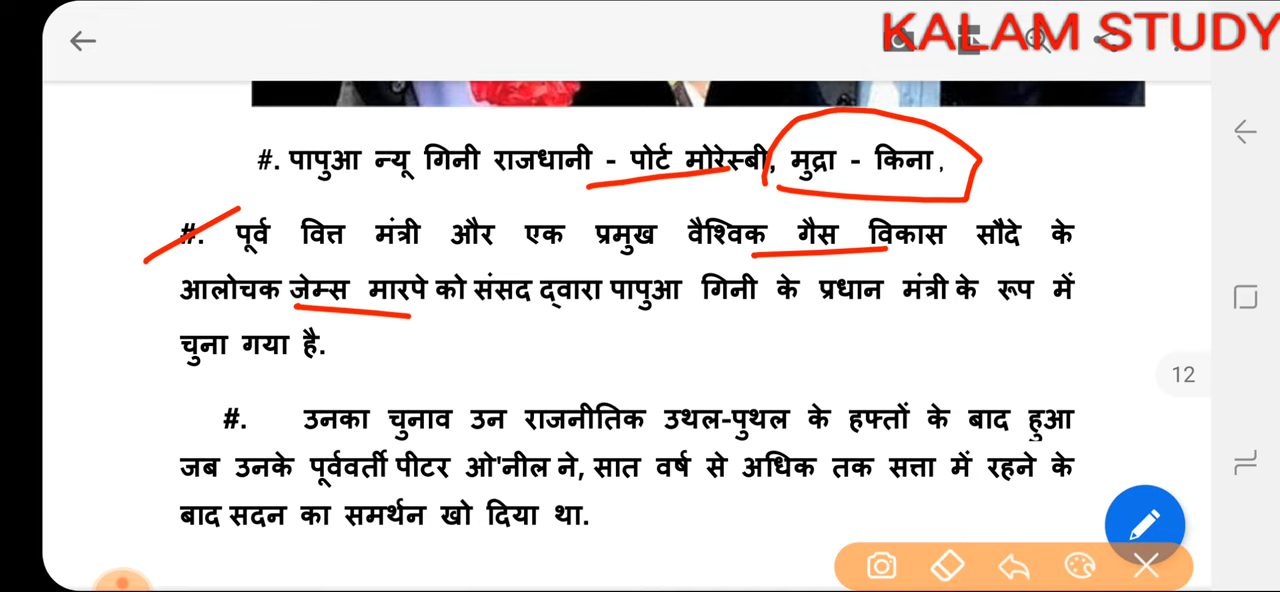 KALAM STUDY
#. पापुआ न्यू गिनी राजधानी - पोर्ट मोरेस्बी, मुद्रा - किना,
#. पूर्व वित्त मंत्री और एक प्रमुख वैश्विक गैस विकास सौदे के
आलोचक जेम्स मारपे को संसद द्वारा पापुआ गिनी के प्रधान मंत्री के रूप में
चुना गया है.
12
#. उनका चुनाव उन राजनीतिक उथल-पुथल के हफ्तों के बाद हुआ
जब उनके पूर्ववर्ती पीटर ओ'नील ने, सात वर्ष से अधिक तक सत्ता में रहने के
बाद सदन का समर्थन खो दिया था.